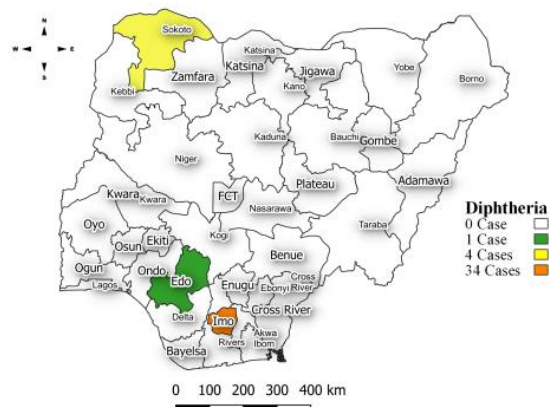 N
W E
S
Sokoto
Katsina
Kebbi
Zamfara
Katsina
Jigawa
Kano
Yobe
Borno
Kaduna
Bauchi
Gombe
Niger
Adamawa
Plateau
FCT
Nasarawa
Kwara
Kwara
Taraba
Oyo
Kogi
Ekiti
Osun
Benue
Ogun
Ondo
Edo
Enugu
Ebonyi
Cross
River
Lagos
Delta
Imo
Cross River
Bayelsa
Rivers
Akwa
Ibom
Diphtheria
0 Case
1 Case
4 Cases
34 Cases
0 100 200 300 400 km